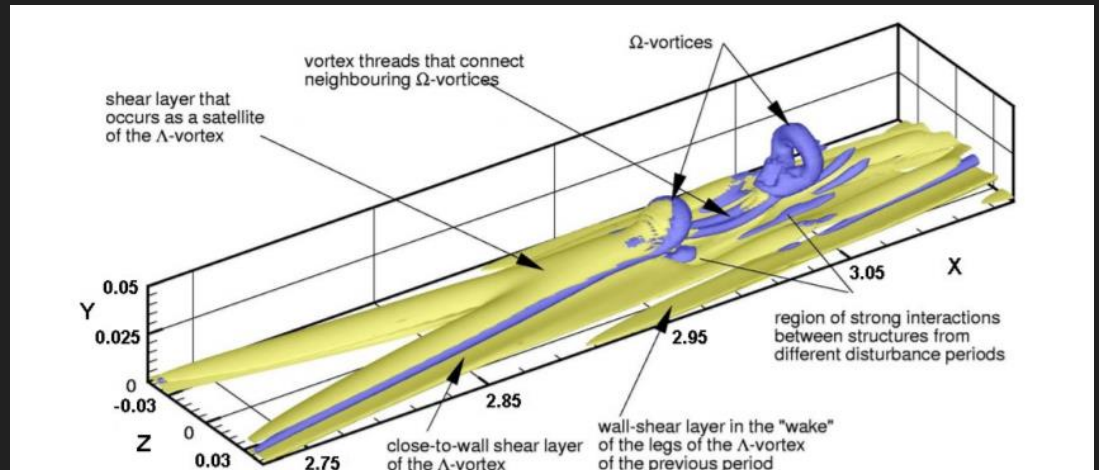 Ω-vortices
vortex threads that connect
neighbouring Ω-vortices
shear layer that
occurs as a satellite
of the Λ-vortex
0.05
Y
0.025
0
-0.03
Z
0
0.03
2.75
2.85
2.95
3.05
X
region of strong interactions
between structures from
different disturbance periods
close-to-wall shear layer
of the Λ-vortex
wall-shear layer in the "wake"
of the legs of the Λ-vortex
of the previous period